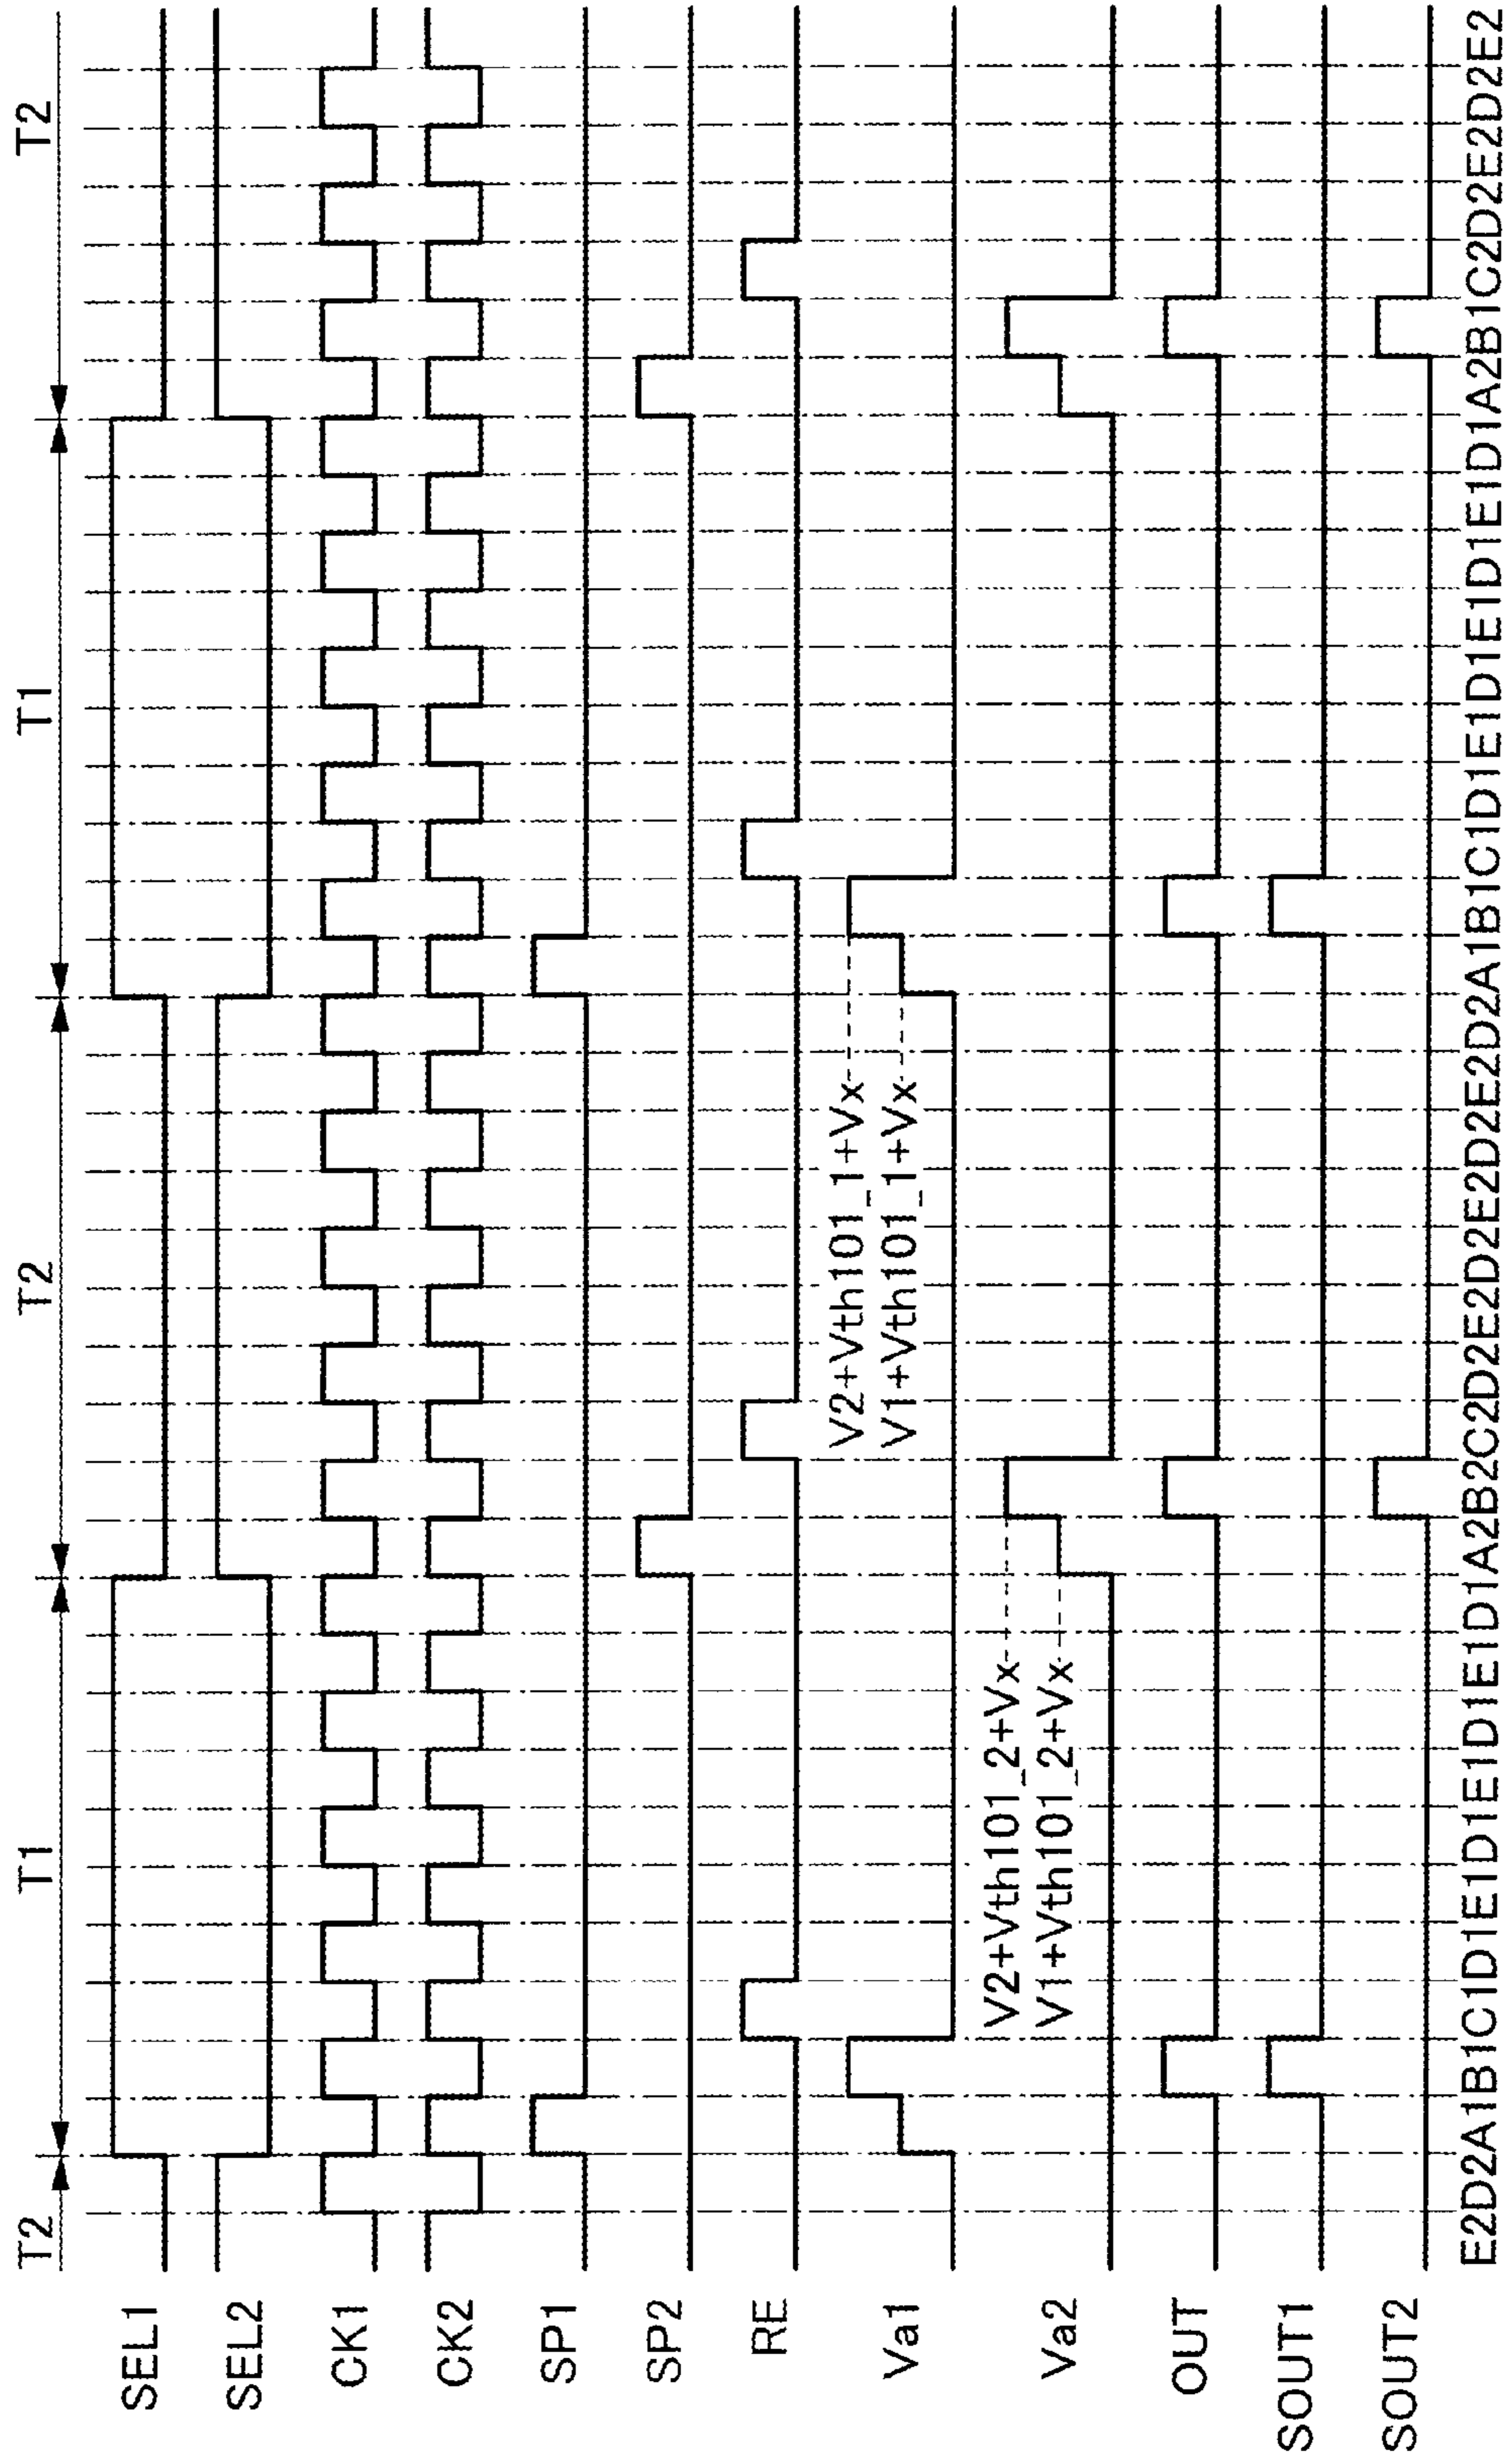 T2 T1 T2 T1 T2
SEL1
SEL2
CK1
CK2
SP1
SP2
RE
V2+Vth101_1+Vx
Va1
V1+Vth101_1+Vx
V2+Vth101_2+Vx
Va2
V1+Vth101_2+Vx
OUT
SOUT1
SOUT2
E2D2A1B1C1D1E1D1E1D1E1D1A2B2C2D2E2D2E2D2E2D2A1B1C1D1E1D1E1D1E1D1A2B1C2D2E2D2E2